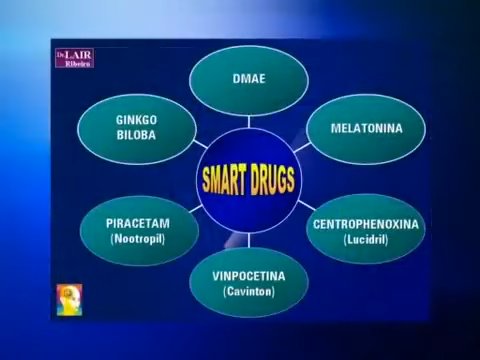 Dr. LAIR
Ribeiro
DMAE
GINKGO
BILOBA
MELATONINA
SMART DRUGS
PIRACETAM
(Nootropil)
CENTROPHENOXINA
(Lucidril)
VINPOCETINA
(Cavinton)